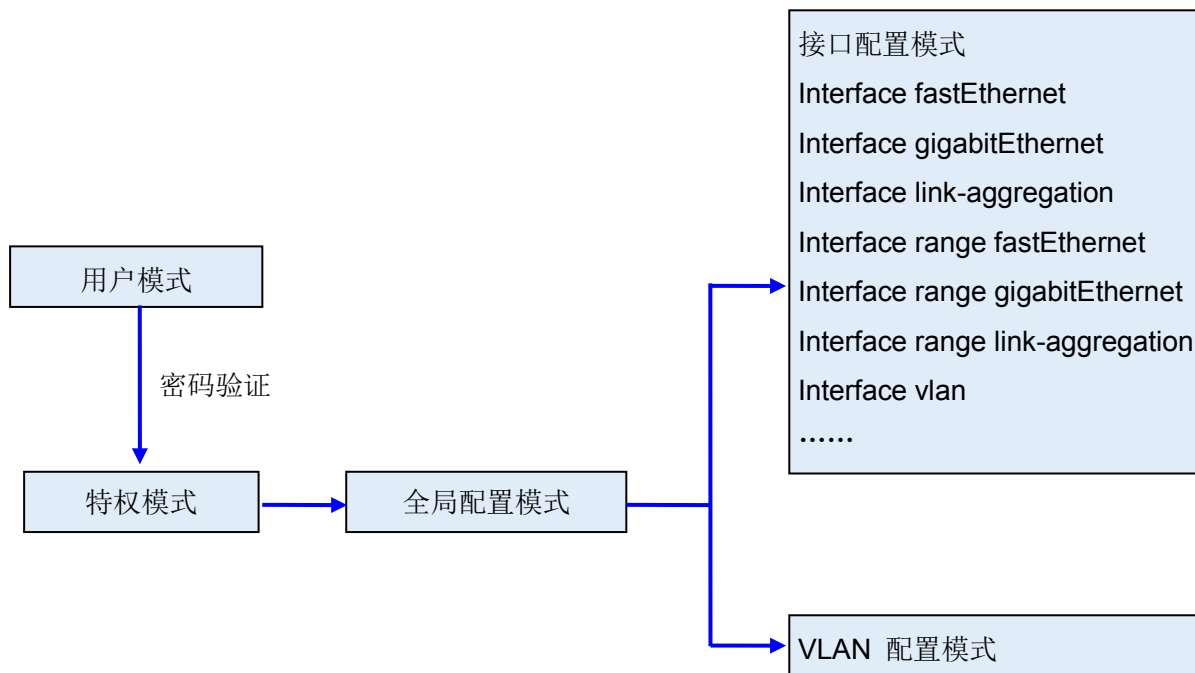 用户模式
密码验证
特权模式
全局配置模式
接口配置模式
Interface fastEthernet
Interface gigabitEthernet
Interface link-aggregation
Interface range fastEthernet
Interface range gigabitEthernet
Interface range link-aggregation
Interface vlan
……
VLAN 配置模式